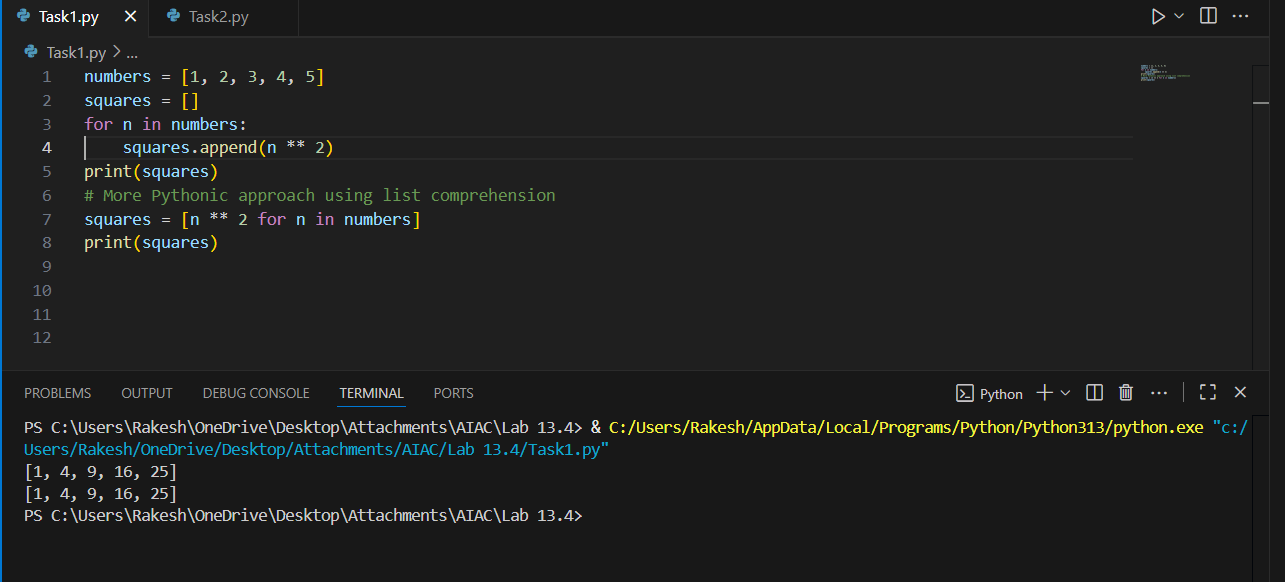 Task1.py
Task2.py
Task1.py > ...
1 numbers = [1, 2, 3, 4, 5]
2 squares = []
3 for n in numbers:
4     squares.append(n ** 2)
5 print(squares)
6 # More Pythonic approach using list comprehension
7 squares = [n ** 2 for n in numbers]
8 print(squares)
9
10
11
12
PROBLEMS OUTPUT DEBUG CONSOLE TERMINAL PORTS Python
PS C:\Users\Rakesh\OneDrive\Desktop\Attachments\AIAC\Lab 13.4> & C:/Users/Rakesh/AppData/Local/Programs/Python/Python313/python.exe "c:/
Users/Rakesh/OneDrive/Desktop/Attachments/AIAC/Lab 13.4/Task1.py"
[1, 4, 9, 16, 25]
[1, 4, 9, 16, 25]
PS C:\Users\Rakesh\OneDrive\Desktop\Attachments\AIAC\Lab 13.4>